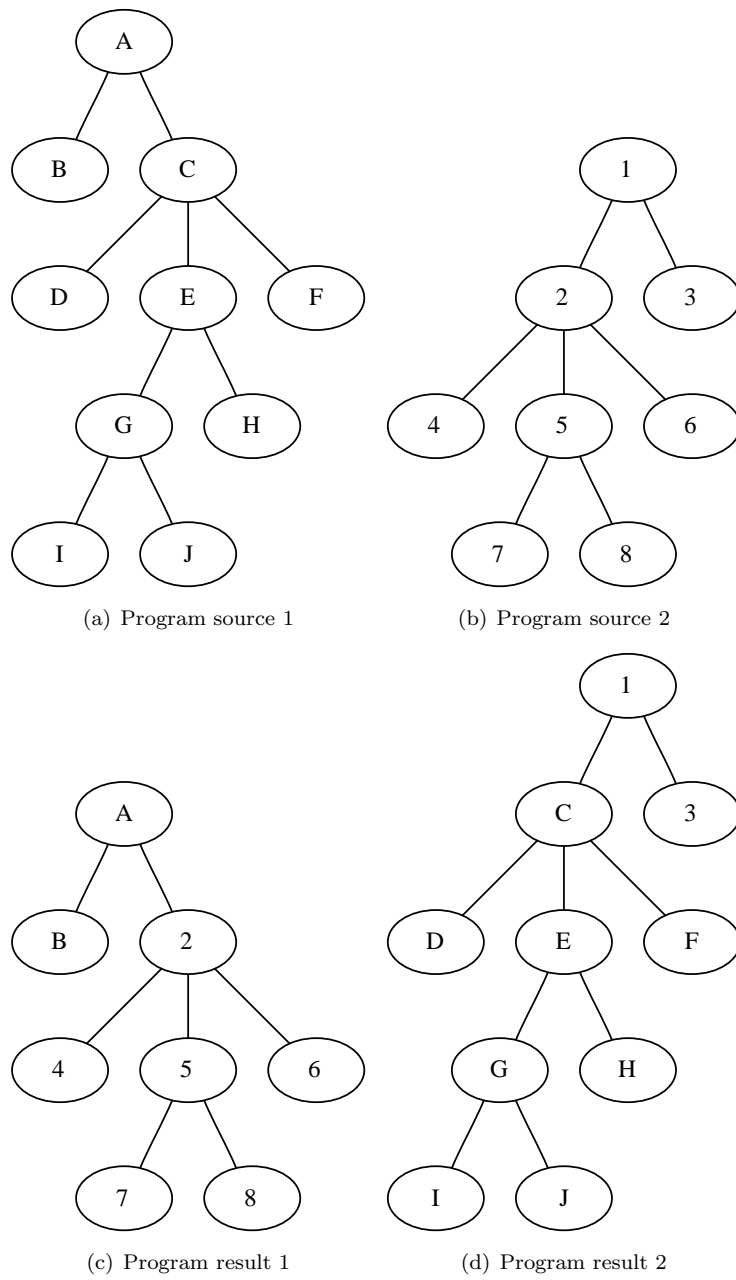 A
B C
D E F
G H
I J
(a) Program source 1
1
2 3
4 5 6
7 8
(b) Program source 2
A
B 2
4 5 6
7 8
(c) Program result 1
1
C 3
D E F
G H
I J
(d) Program result 2